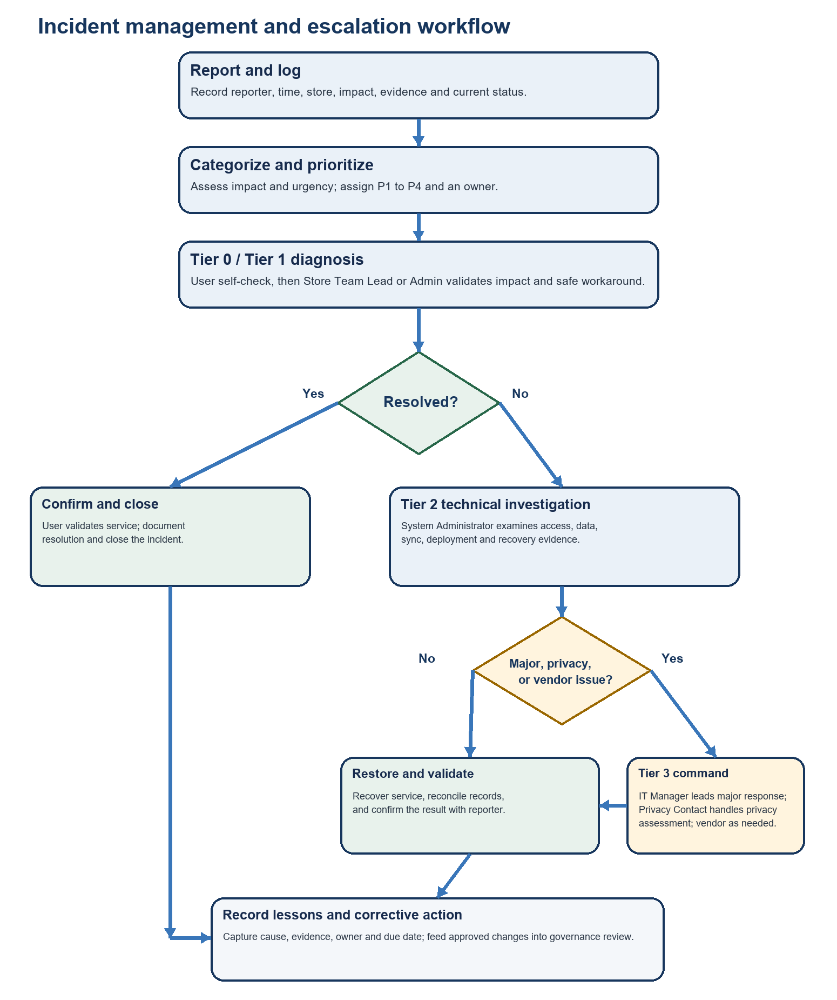 Incident management and escalation workflow
Report and log
Record reporter, time, store, impact, evidence and current status.
Categorize and prioritize
Assess impact and urgency; assign P1 to P4 and an owner.
Tier 0 / Tier 1 diagnosis
User self-check, then Store Team Lead or Admin validates impact and safe workaround.
Yes
No
Resolved?
Confirm and close
User validates service; document
resolution and close the incident.
Tier 2 technical investigation
System Administrator examines access, data,
sync, deployment and recovery evidence.
No
Yes
Major, privacy,
or vendor issue?
Restore and validate
Recover service, reconcile records,
and confirm the result with reporter.
Tier 3 command
IT Manager leads major response;
Privacy Contact handles privacy
assessment; vendor as needed.
Record lessons and corrective action
Capture cause, evidence, owner and due date; feed approved changes into governance review.